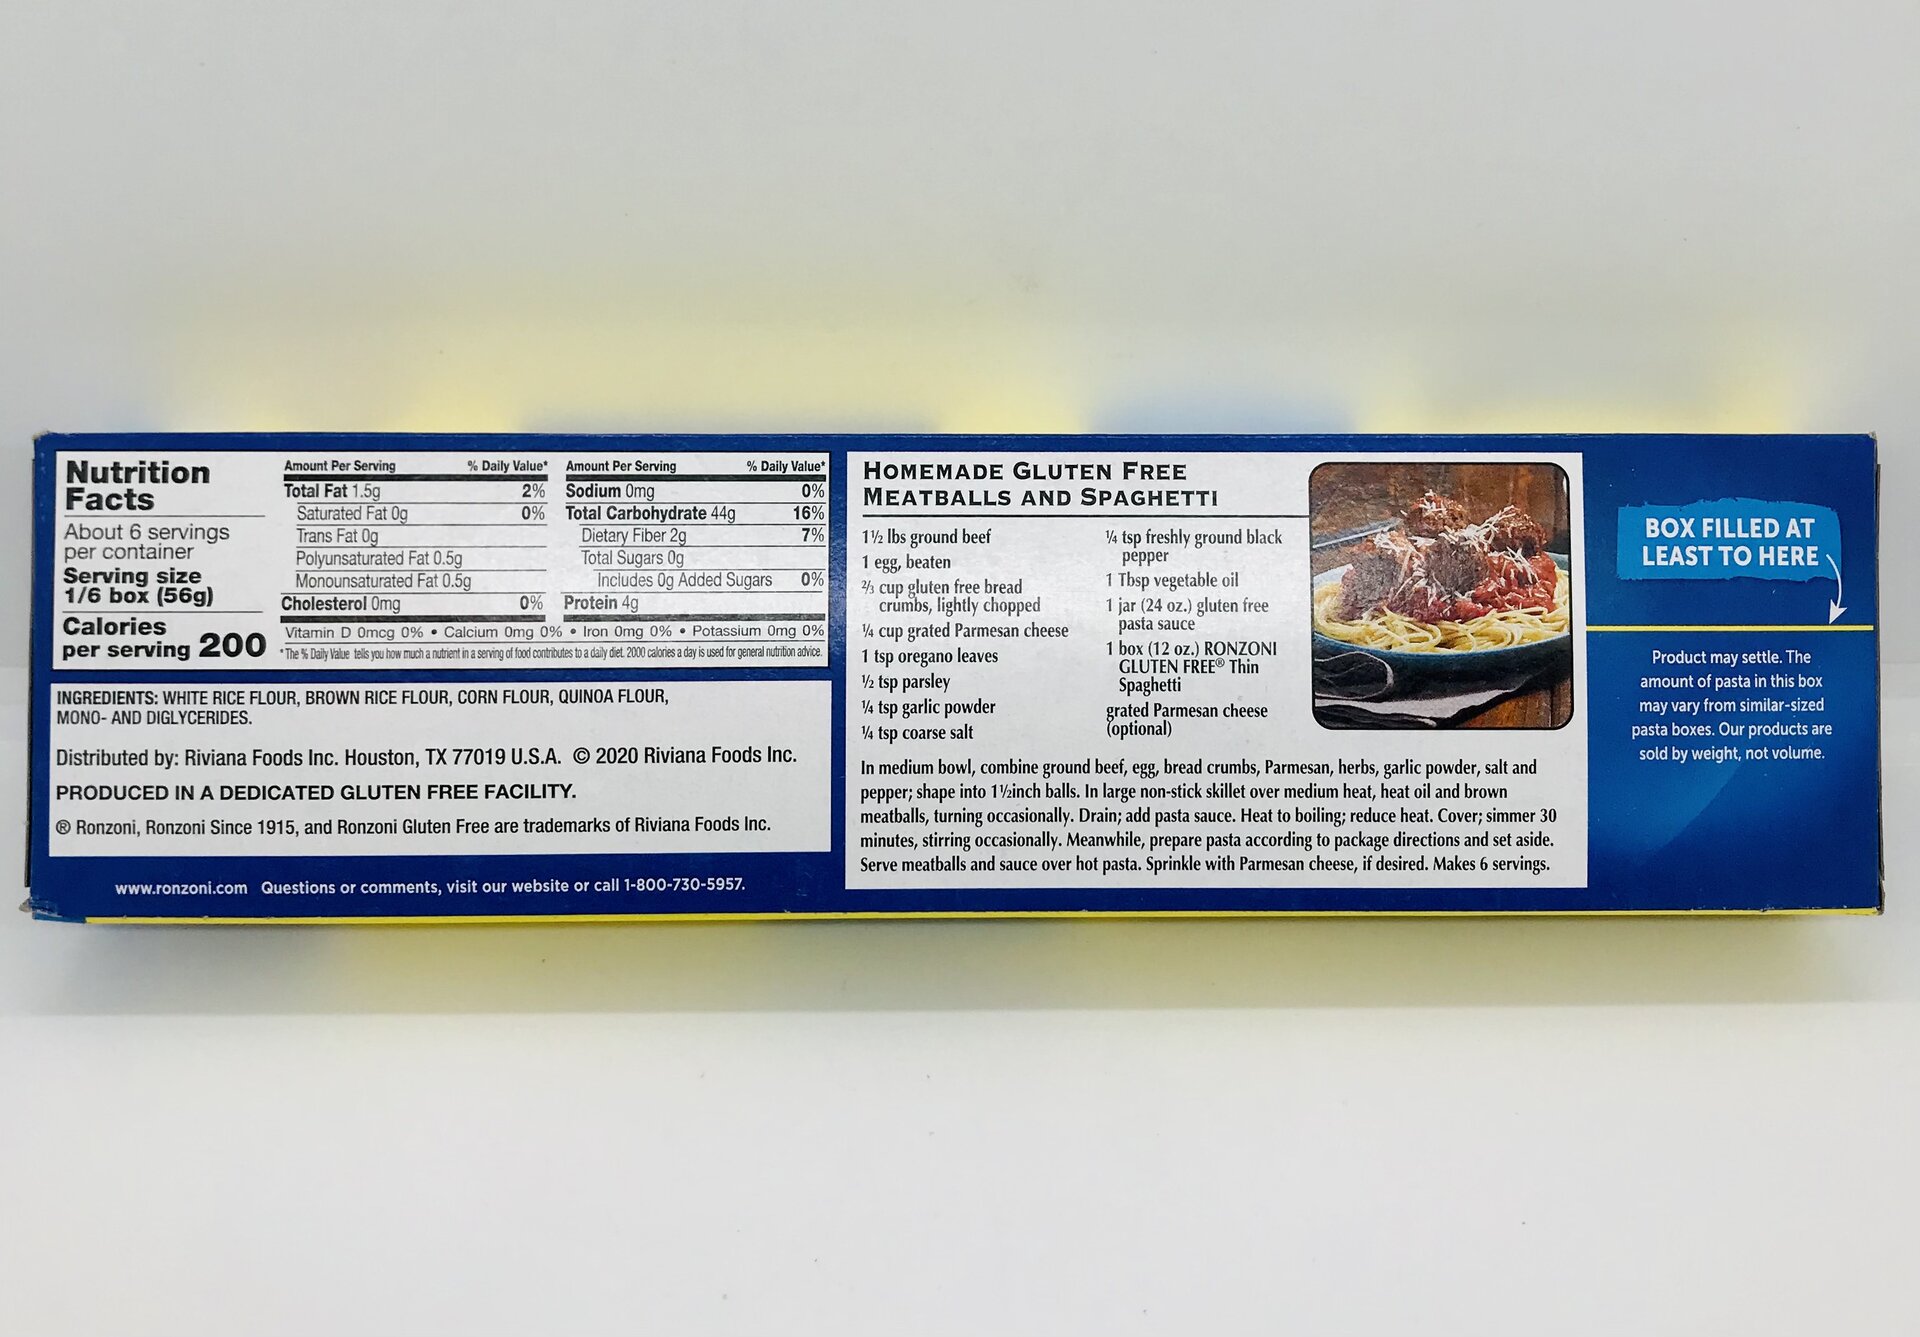 Nutrition
Facts
About 6 servings
per container
Serving size
1/6 box (56g)
Calories
per serving 200
Amount Per Serving % Daily Value*
Total Fat 1.5g 2%
Saturated Fat 0g 0%
Trans Fat 0g
Polyunsaturated Fat 0.5g
Monounsaturated Fat 0.5g
Cholesterol 0mg 0%
Amount Per Serving % Daily Value*
Sodium 0mg 0%
Total Carbohydrate 44g 16%
Dietary Fiber 2g 7%
Total Sugars 0g
Includes 0g Added Sugars 0%
Protein 4g
Vitamin D 0mcg 0% • Calcium 0mg 0% • Iron 0mg 0% • Potassium 0mg 0%
*The % Daily Value tells you how much a nutrient in a serving of food contributes to a daily diet. 2000 calories a day is used for general nutrition advice.
INGREDIENTS: WHITE RICE FLOUR, BROWN RICE FLOUR, CORN FLOUR, QUINOA FLOUR,
MONO- AND DIGLYCERIDES.
Distributed by: Riviana Foods Inc. Houston, TX 77019 U.S.A. © 2020 Riviana Foods Inc.
PRODUCED IN A DEDICATED GLUTEN FREE FACILITY.
® Ronzoni, Ronzoni Since 1915, and Ronzoni Gluten Free are trademarks of Riviana Foods Inc.
www.ronzoni.com Questions or comments, visit our website or call 1-800-730-5957.
HOMEMADE GLUTEN FREE
MEATBALLS AND SPAGHETTI
1½ lbs ground beef
1 egg, beaten
⅔ cup gluten free bread
crumbs, lightly chopped
¼ cup grated Parmesan cheese
1 tsp oregano leaves
½ tsp parsley
¼ tsp garlic powder
¼ tsp coarse salt
¼ tsp freshly ground black
pepper
1 Tbsp vegetable oil
1 jar (24 oz.) gluten free
pasta sauce
1 box (12 oz.) RONZONI
GLUTEN FREE® Thin
Spaghetti
grated Parmesan cheese
(optional)
In medium bowl, combine ground beef, egg, bread crumbs, Parmesan, herbs, garlic powder, salt and
pepper; shape into 1½inch balls. In large non-stick skillet over medium heat, heat oil and brown
meatballs, turning occasionally. Drain; add pasta sauce. Heat to boiling; reduce heat. Cover; simmer 30
minutes, stirring occasionally. Meanwhile, prepare pasta according to package directions and set aside.
Serve meatballs and sauce over hot pasta. Sprinkle with Parmesan cheese, if desired. Makes 6 servings.
BOX FILLED AT
LEAST TO HERE
Product may settle. The
amount of pasta in this box
may vary from similar-sized
pasta boxes. Our products are
sold by weight, not volume.